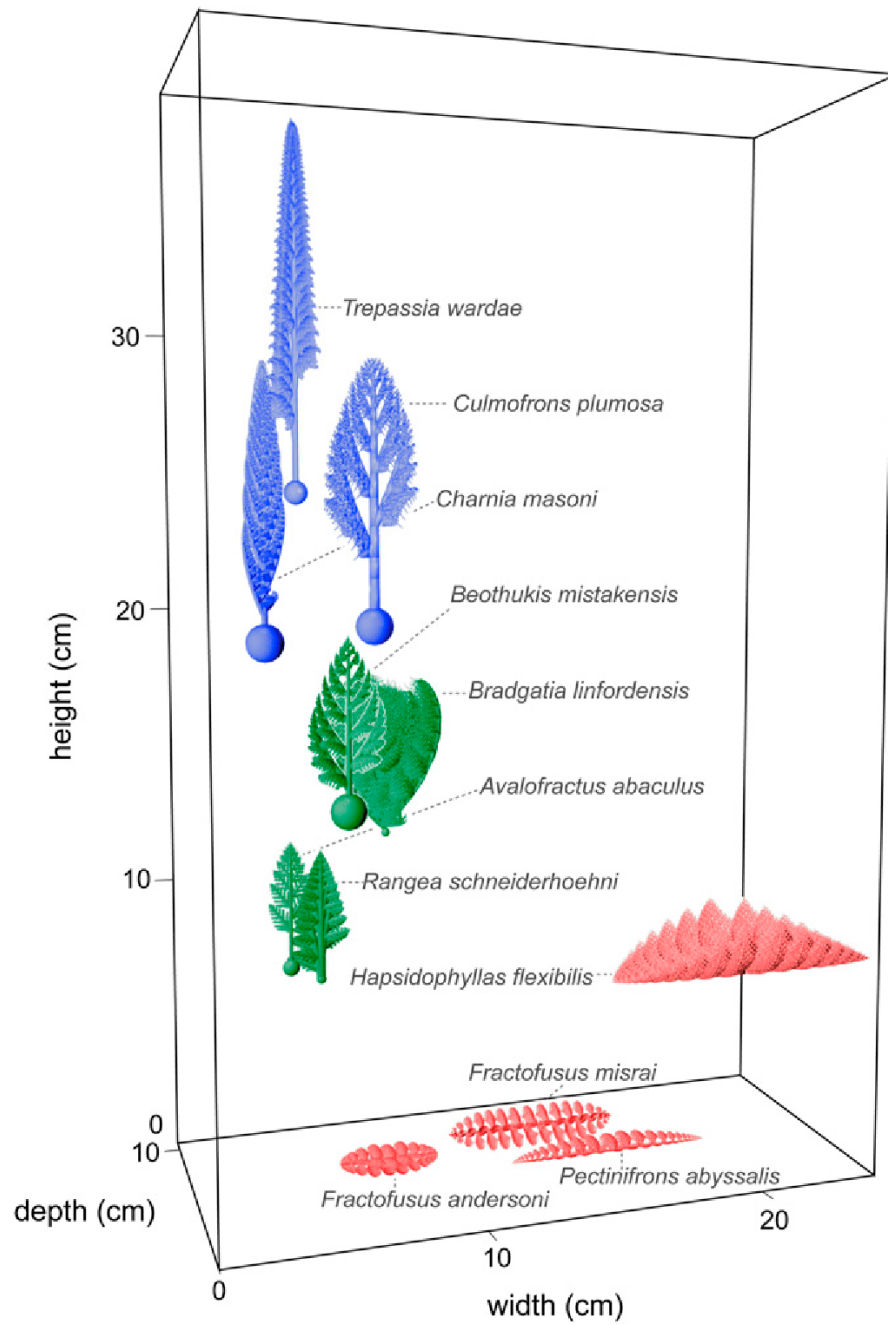 Trepassia wardae
30
Culmofrons plumosa
Charnia masoni
Beothukis mistakensis
20
height (cm)
Bradgatia linfordensis
Avalofractus abaculus
10
Rangea schneiderhoehni
Hapsidophyllas flexibilis
Fractofusus misrai
0
10
Pectinifrons abyssalis
Fractofusus andersoni
depth (cm)
20
10
0
width (cm)